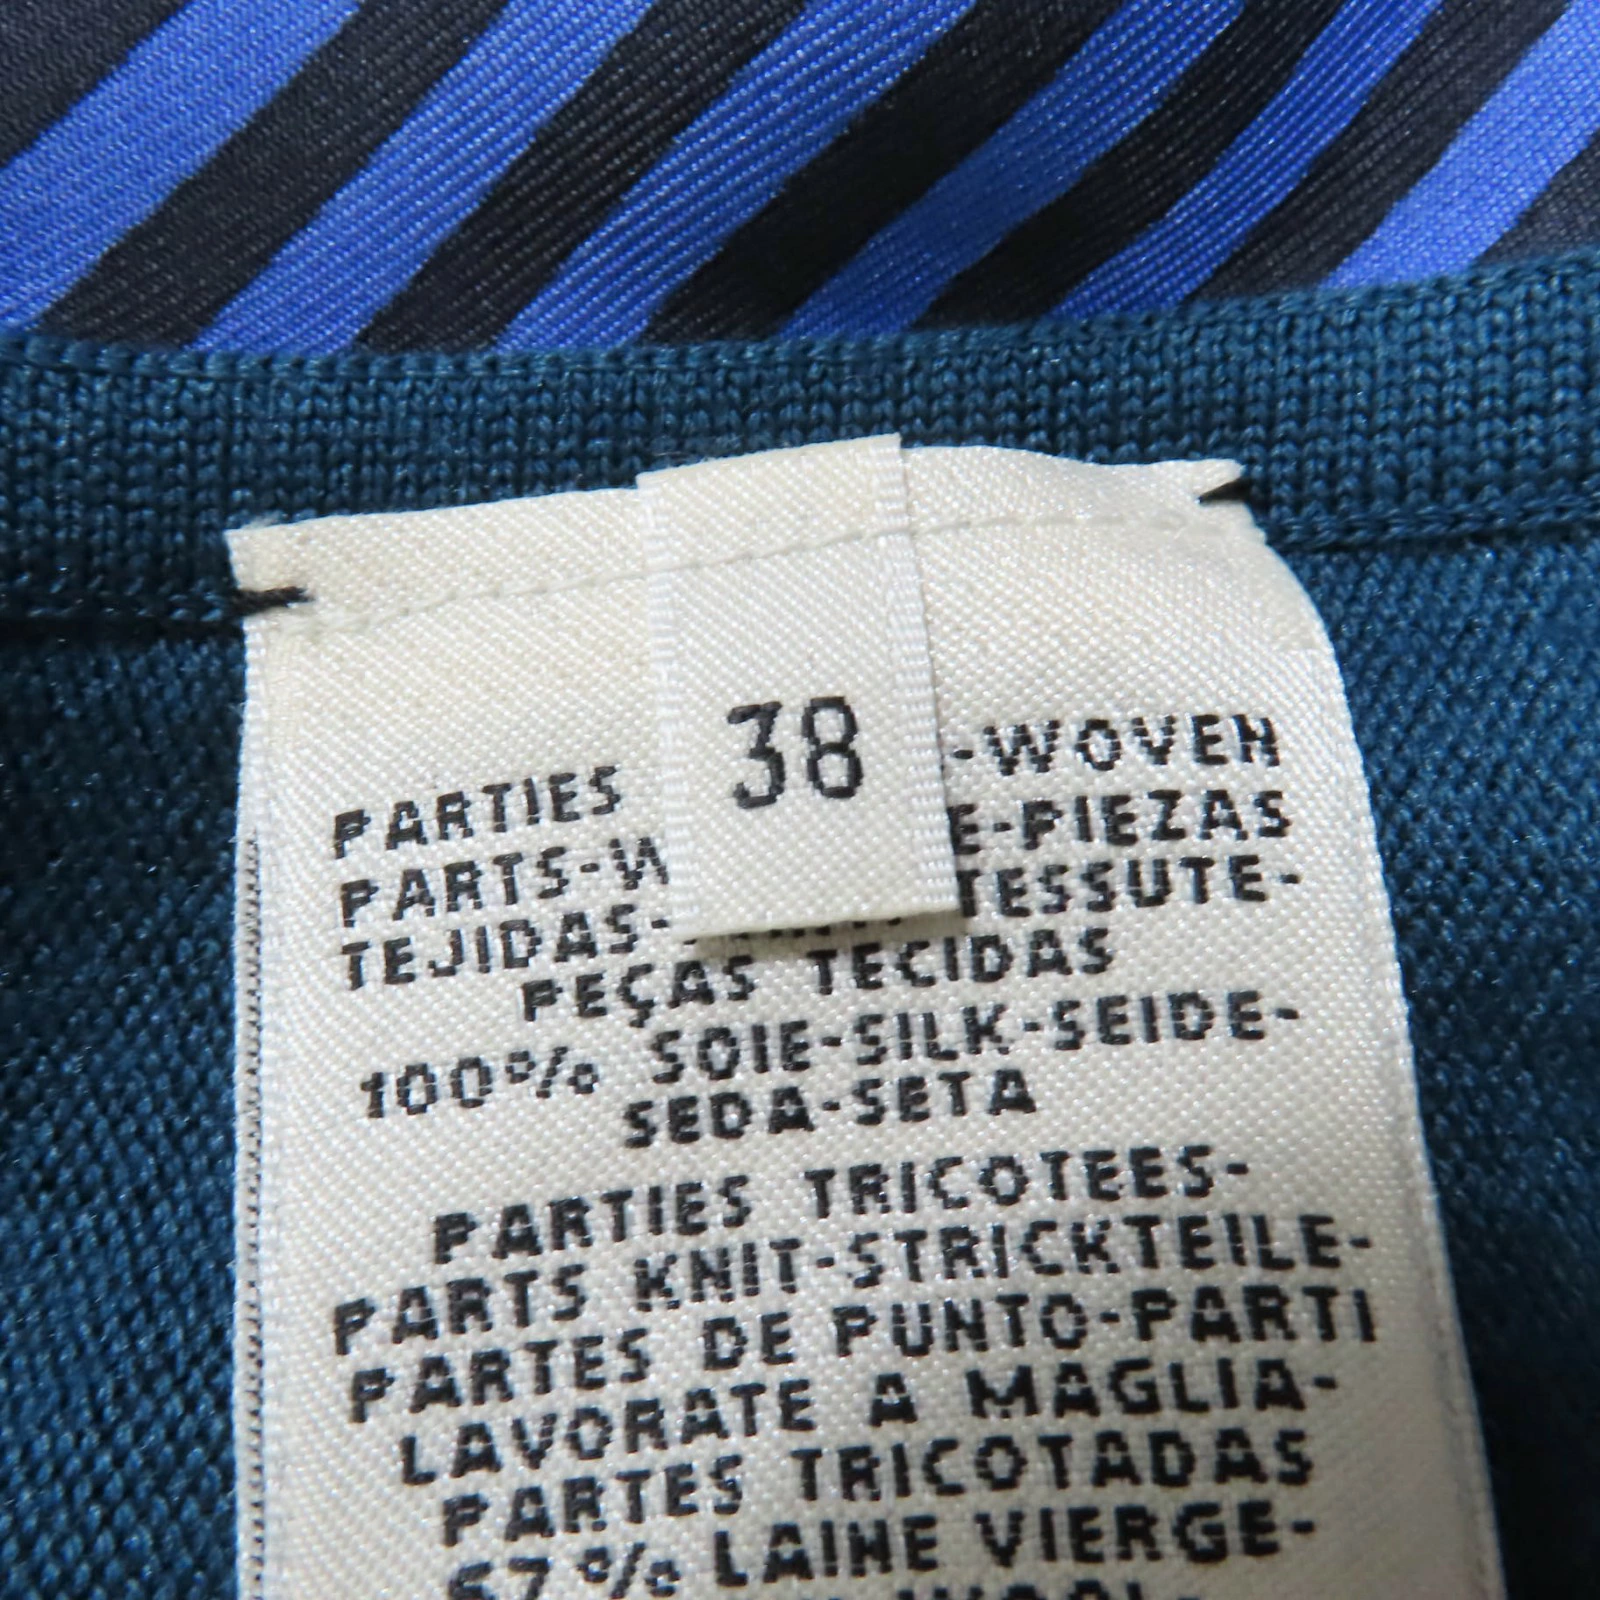 38
PARTIES -WOVEN
PARTS-W E-PIEZAS
TEJIDAS- TESSUTE-
PEÇAS TECIDAS
100% SOIE-SILK-SEIDE-
SEDA-SETA
PARTIES TRICOTEES-
PARTS KNIT-STRICKTEILE-
PARTES DE PUNTO-PARTI
LAVORATE A MAGLIA-
PARTES TRICOTADAS
LAINE VIERGE-